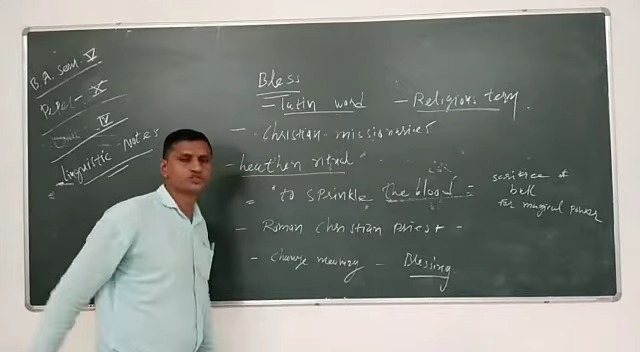 B.A. Sem. V
Paper - X
Unit IV
Linguistic Notes
Bless
- Latin word - Religious term.
- Christian missionaries
- heathen ritual
= "to sprinkle the blood" =
sacrifice of
bull
for magical power
- Roman Christian Priest -
- Change meaning - Blessing